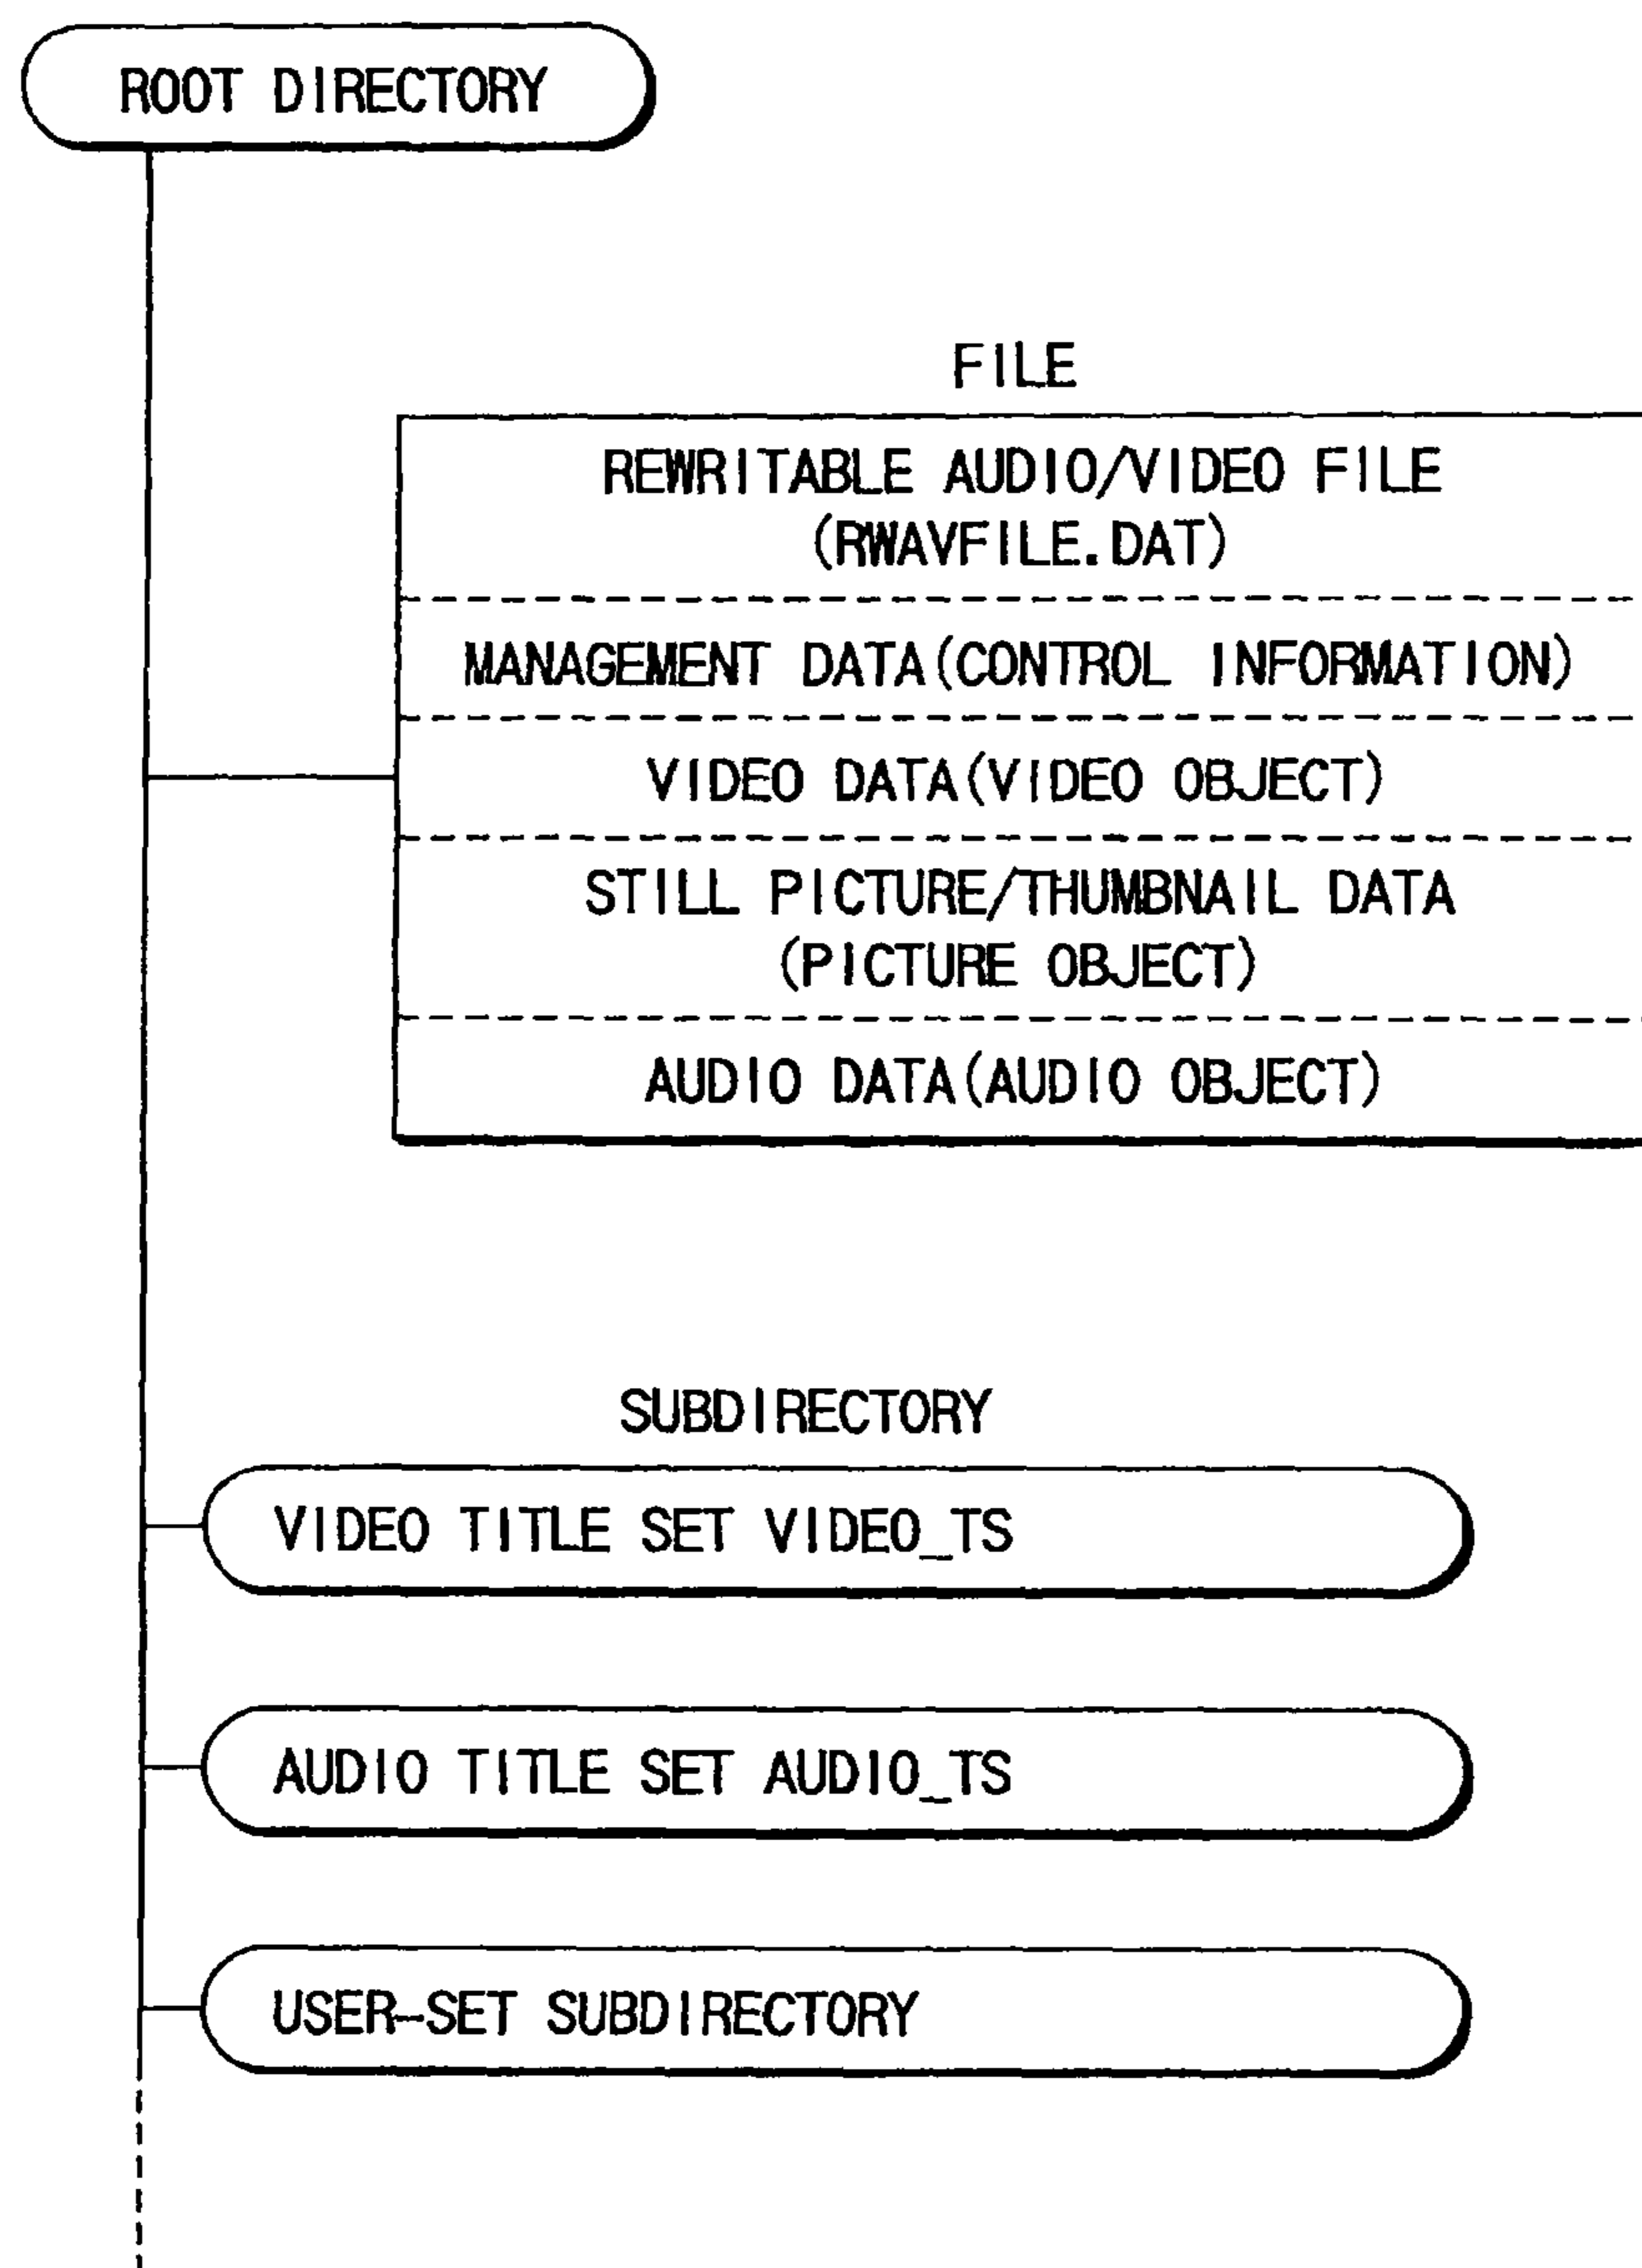 ROOT DIRECTORY
FILE
REWRITABLE AUDIO/VIDEO FILE
(RWAVFILE.DAT)
MANAGEMENT DATA(CONTROL INFORMATION)
VIDEO DATA(VIDEO OBJECT)
STILL PICTURE/THUMBNAIL DATA
(PICTURE OBJECT)
AUDIO DATA(AUDIO OBJECT)
SUBDIRECTORY
VIDEO TITLE SET VIDEO_TS
AUDIO TITLE SET AUDIO_TS
USER-SET SUBDIRECTORY